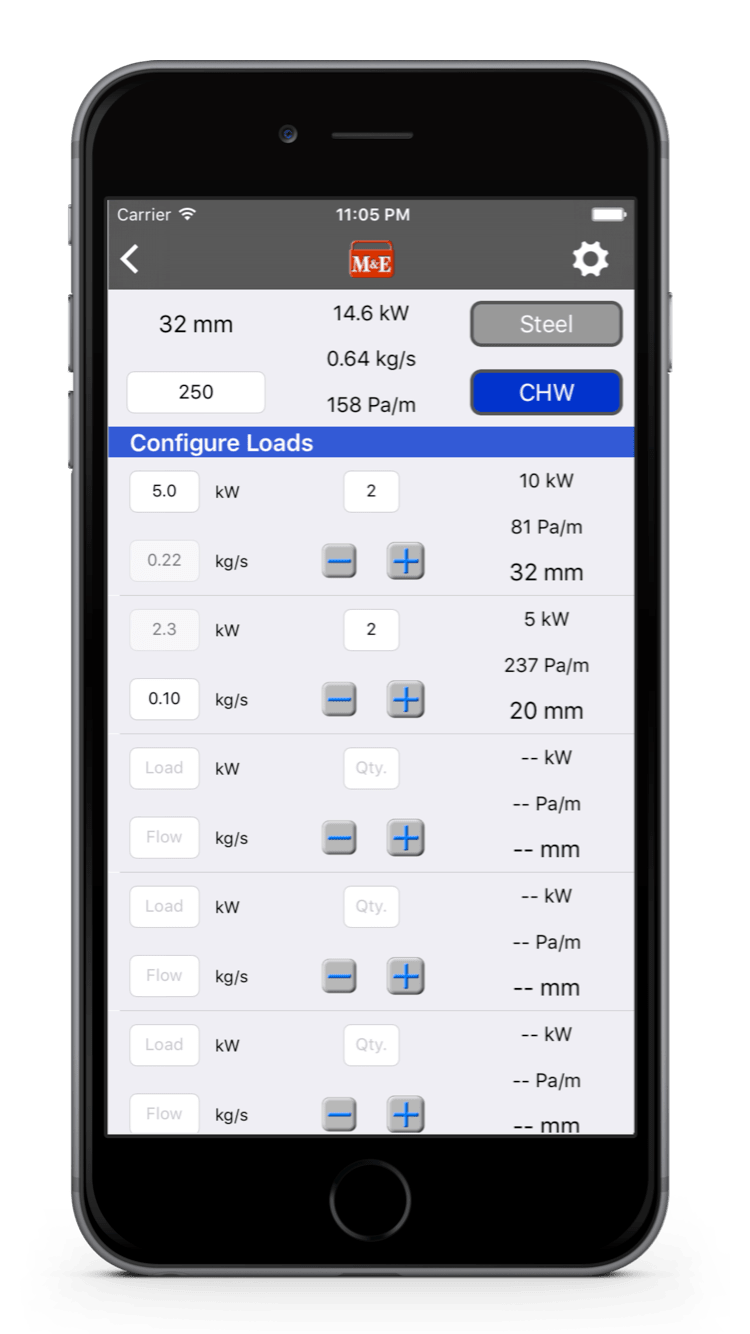 Carrier 11:05 PM
M&E
32 mm 14.6 kW Steel
0.64 kg/s
250 158 Pa/m CHW
Configure Loads
5.0 kW 2 10 kW
81 Pa/m
0.22 kg/s − + 32 mm
2.3 kW 2 5 kW
237 Pa/m
0.10 kg/s − + 20 mm
Load kW Qty. -- kW
-- Pa/m
Flow kg/s − + -- mm
Load kW Qty. -- kW
-- Pa/m
Flow kg/s − + -- mm
Load kW Qty. -- kW
-- Pa/m
Flow kg/s − + -- mm